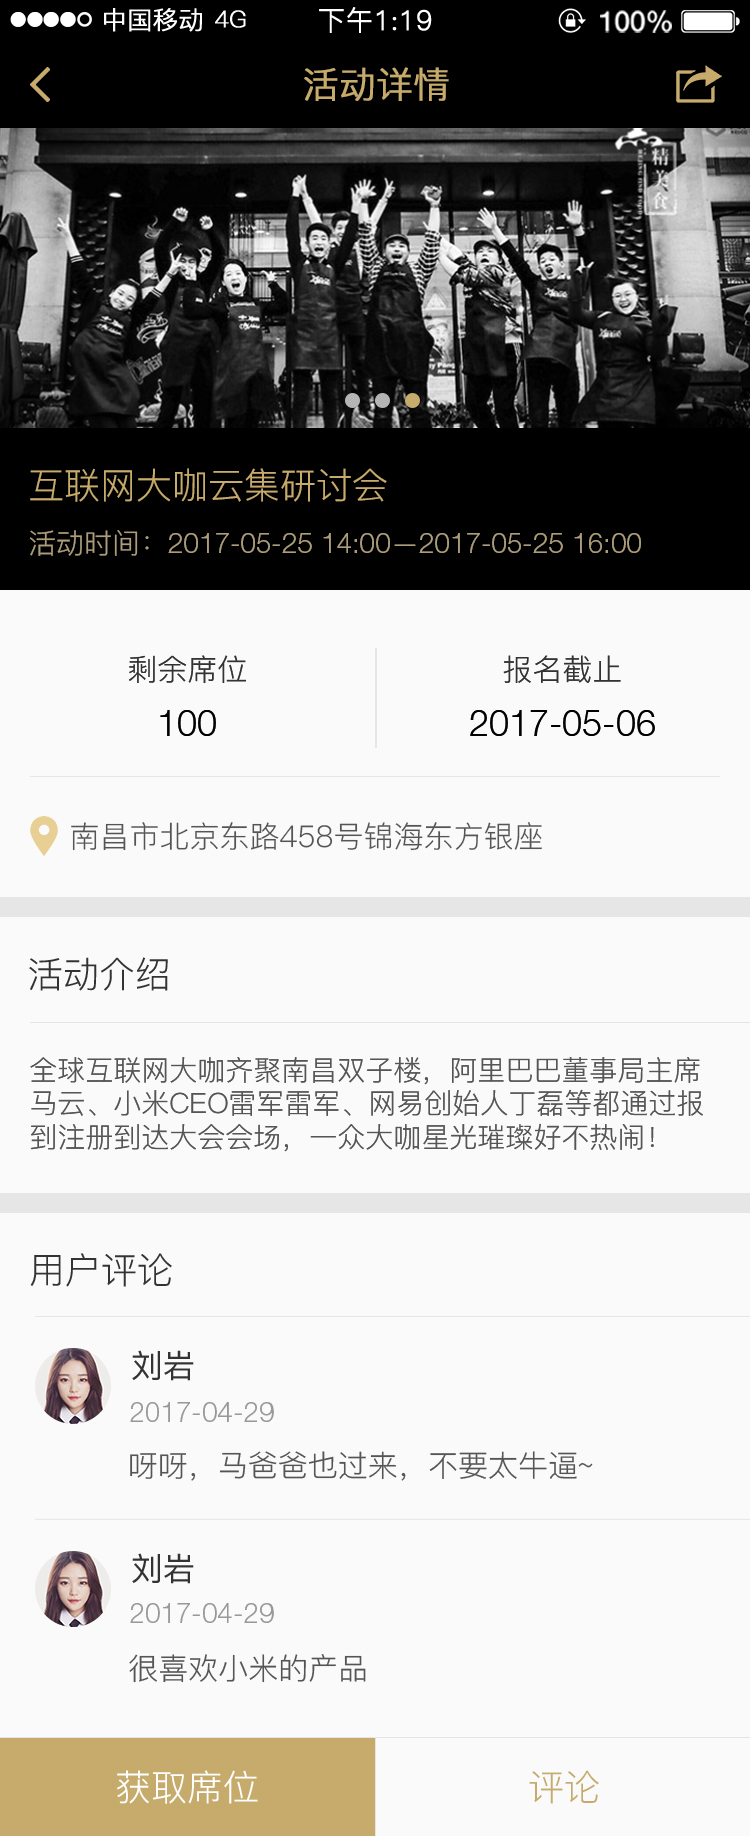 中国移动 4G 下午1:19 100%
活动详情
精美食
互联网大咖云集研讨会
活动时间：2017-05-25 14:00—2017-05-25 16:00
剩余席位 报名截止
100 2017-05-06
南昌市北京东路458号锦海东方银座
活动介绍
全球互联网大咖齐聚南昌双子楼，阿里巴巴董事局主席
马云、小米CEO雷军雷军、网易创始人丁磊等都通过报
到注册到达大会会场，一众大咖星光璀璨好不热闹！
用户评论
刘岩
2017-04-29
呀呀，马爸爸也过来，不要太牛逼~
刘岩
2017-04-29
很喜欢小米的产品
获取席位 评论